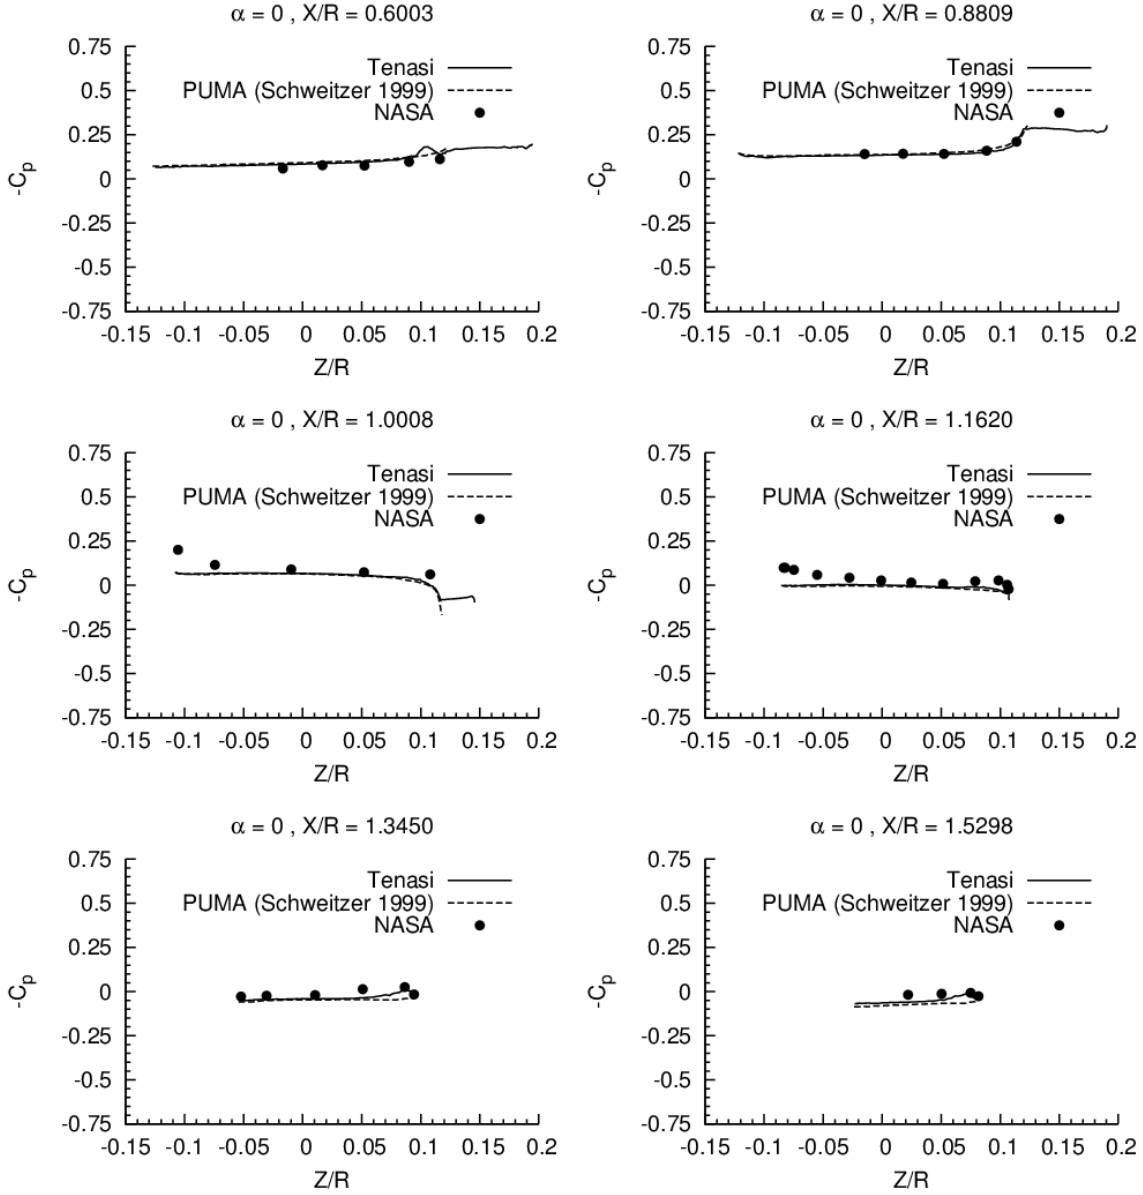 α = 0 , X/R = 0.6003
0.75
0.5
0.25
0
-0.25
-0.5
-0.75
-Cp
Tenasi
PUMA (Schweitzer 1999)
NASA
-0.15 -0.1 -0.05 0 0.05 0.1 0.15 0.2
Z/R
α = 0 , X/R = 0.8809
0.75
0.5
0.25
0
-0.25
-0.5
-0.75
-Cp
Tenasi
PUMA (Schweitzer 1999)
NASA
-0.15 -0.1 -0.05 0 0.05 0.1 0.15 0.2
Z/R
α = 0 , X/R = 1.0008
0.75
0.5
0.25
0
-0.25
-0.5
-0.75
-Cp
Tenasi
PUMA (Schweitzer 1999)
NASA
-0.15 -0.1 -0.05 0 0.05 0.1 0.15 0.2
Z/R
α = 0 , X/R = 1.1620
0.75
0.5
0.25
0
-0.25
-0.5
-0.75
-Cp
Tenasi
PUMA (Schweitzer 1999)
NASA
-0.15 -0.1 -0.05 0 0.05 0.1 0.15 0.2
Z/R
α = 0 , X/R = 1.3450
0.75
0.5
0.25
0
-0.25
-0.5
-0.75
-Cp
Tenasi
PUMA (Schweitzer 1999)
NASA
-0.15 -0.1 -0.05 0 0.05 0.1 0.15 0.2
Z/R
α = 0 , X/R = 1.5298
0.75
0.5
0.25
0
-0.25
-0.5
-0.75
-Cp
Tenasi
PUMA (Schweitzer 1999)
NASA
-0.15 -0.1 -0.05 0 0.05 0.1 0.15 0.2
Z/R